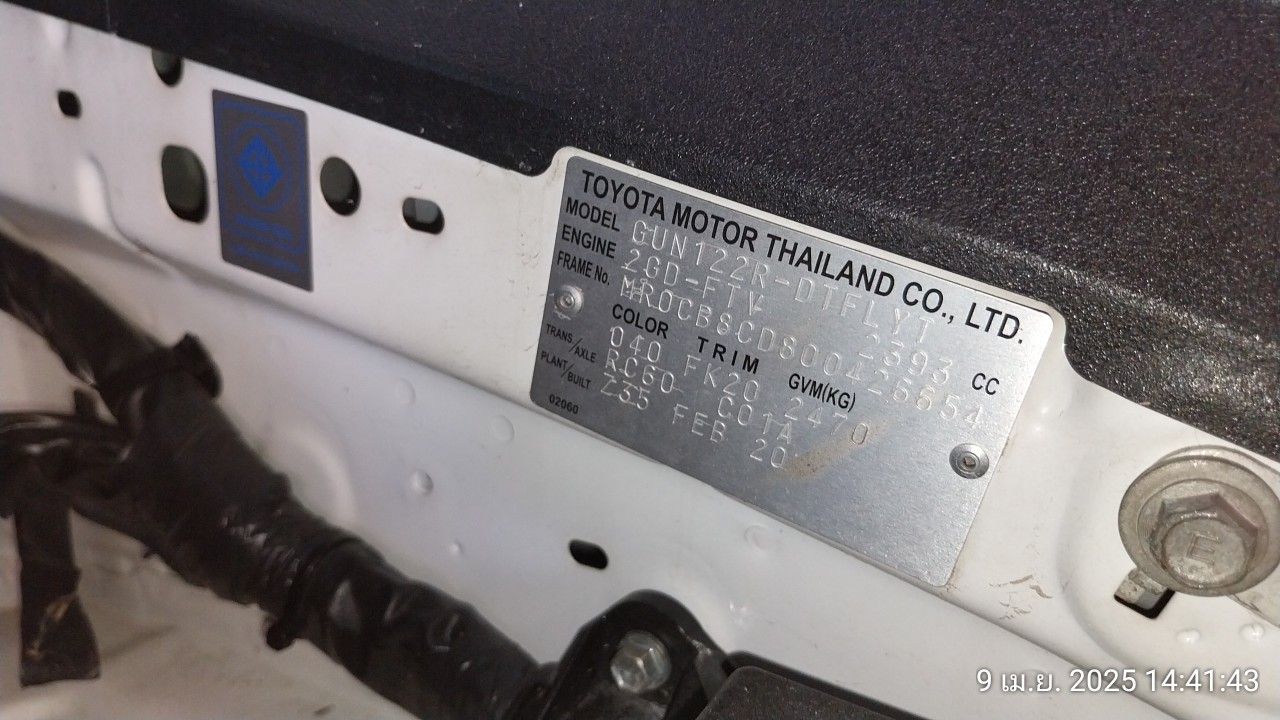 TOYOTA MOTOR THAILAND CO., LTD.
MODEL GUN122R-DTFLYT
ENGINE 2GD-FTV 2393 CC
FRAME No. MR0CB8CD800426654
COLOR TRIM GVM(KG)
040 FK20 2470
TRANS/AXLE RC60 C01A
PLANT/BUILT Z35 FEB 20
02060
E
9 เม.ย. 2025 14:41:43